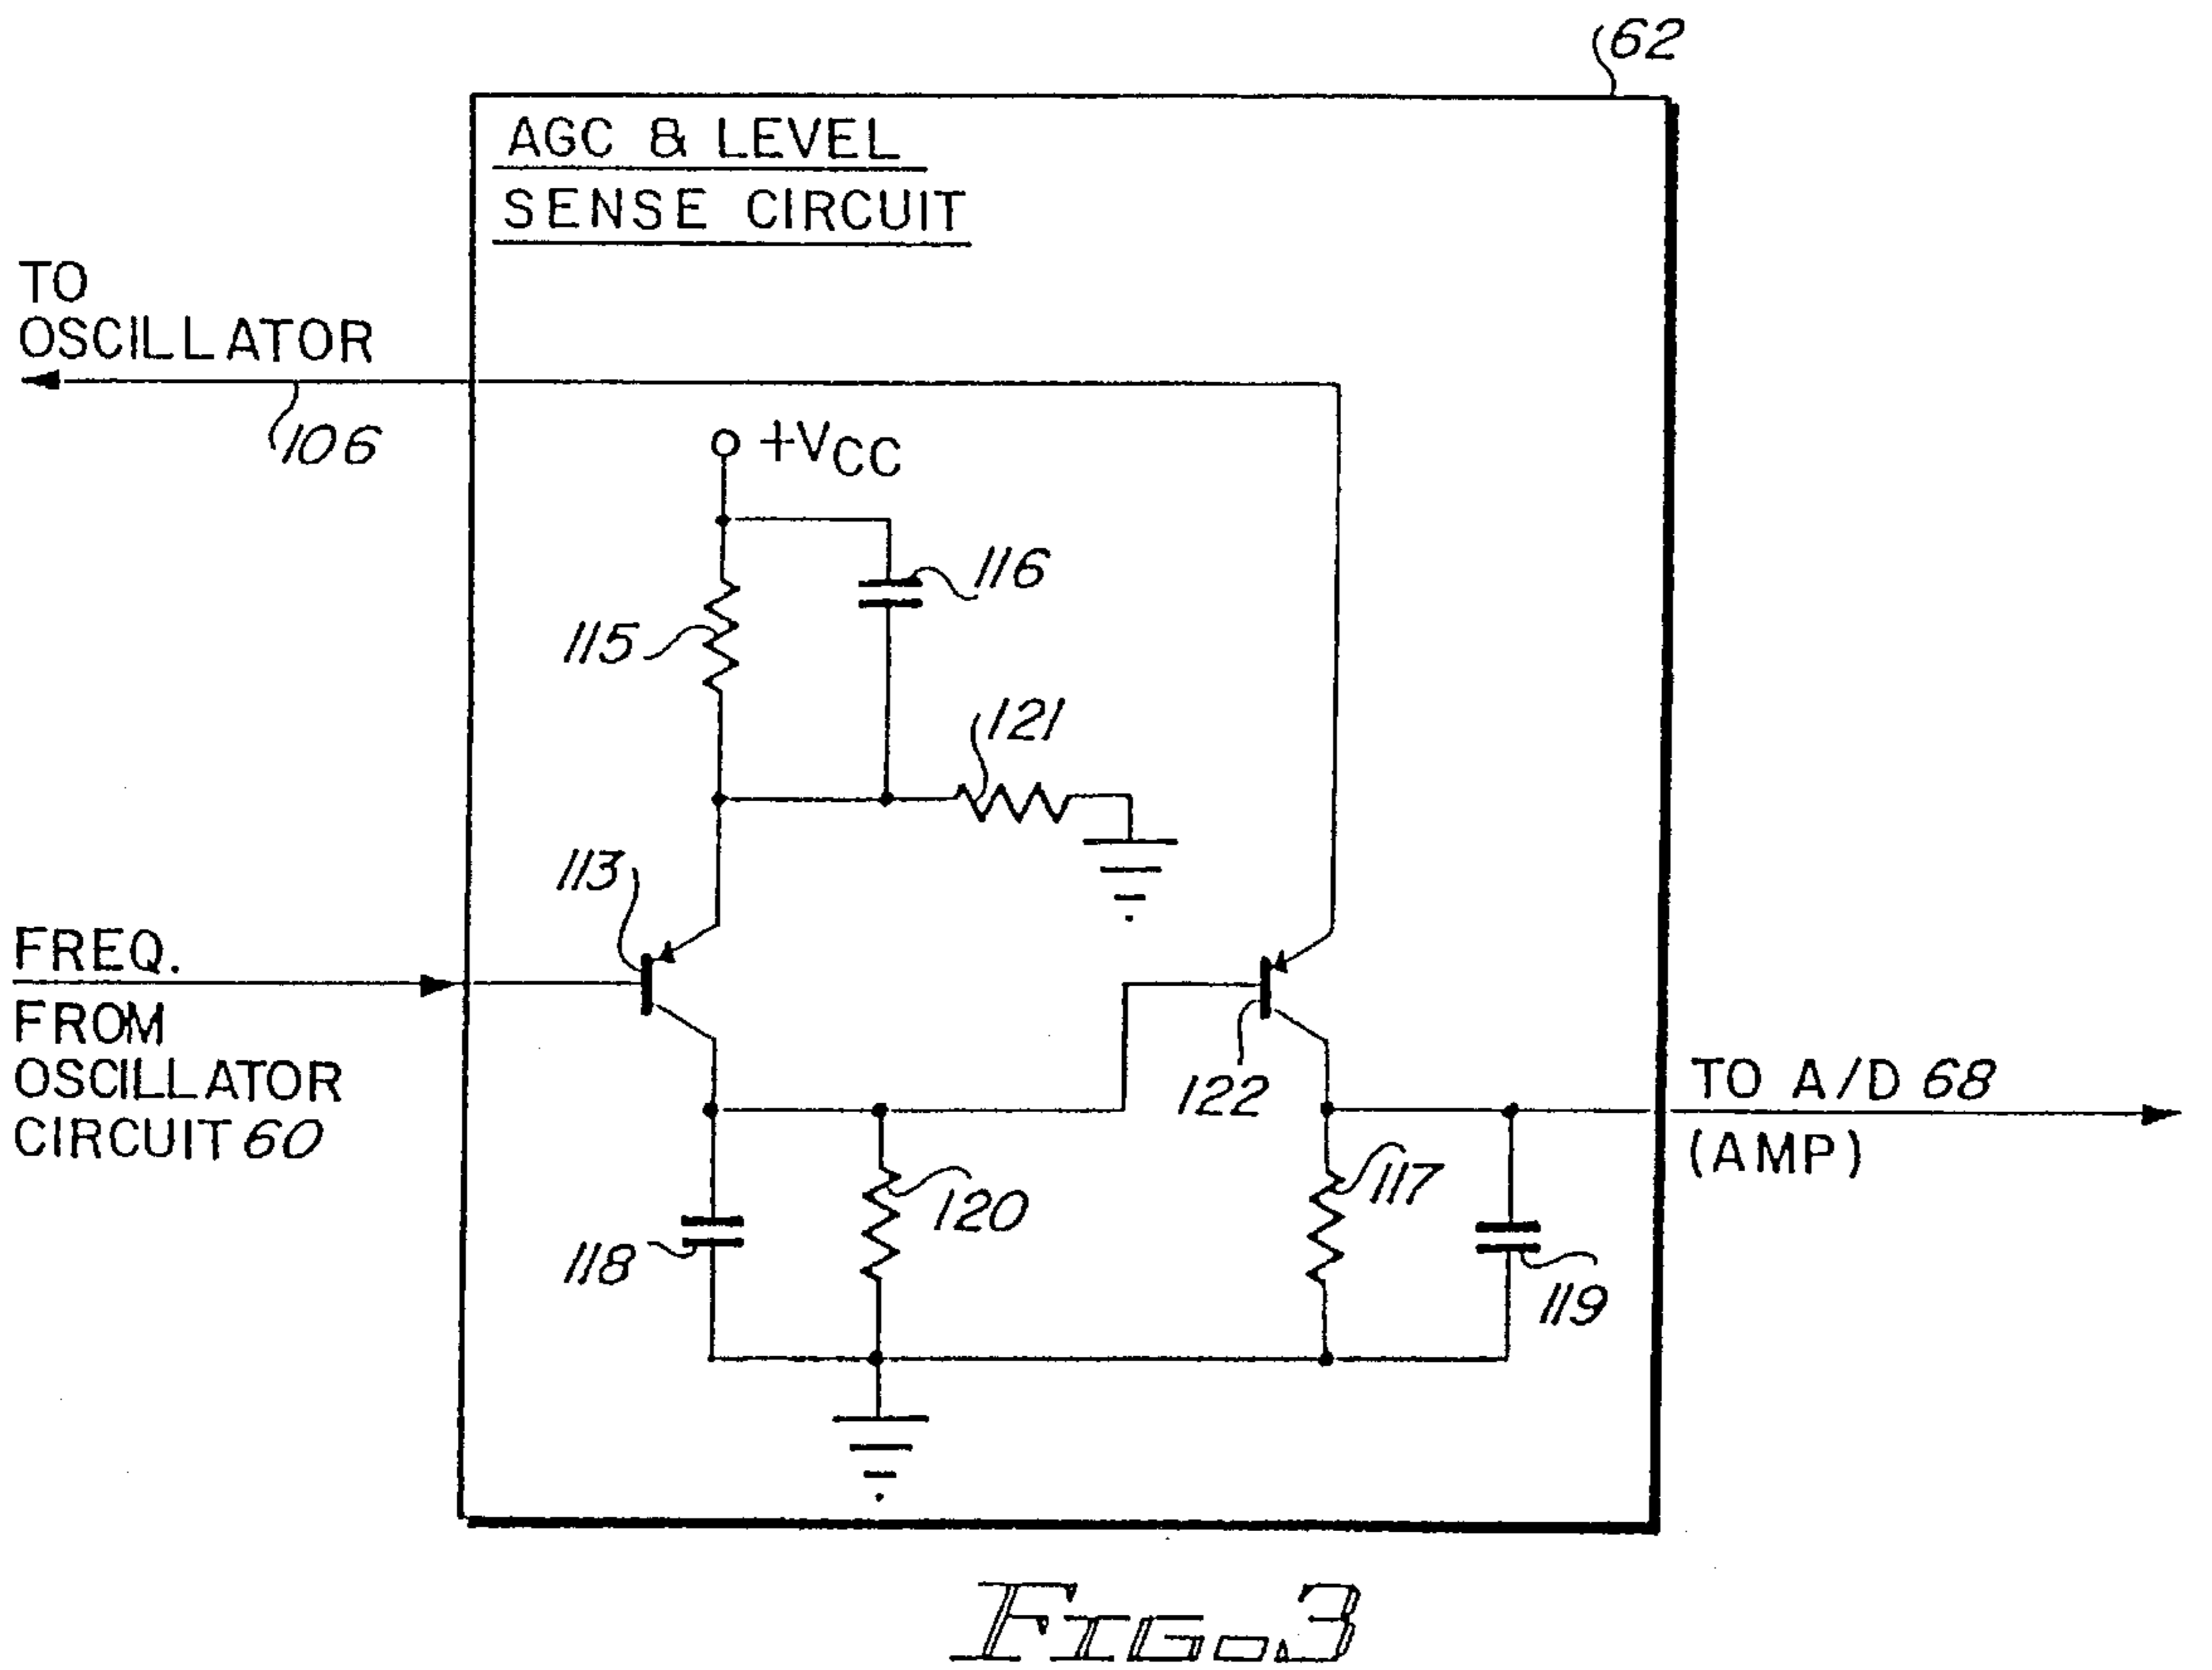 62
AGC & LEVEL
SENSE CIRCUIT
TO
OSCILLATOR
106
+VCC
116
115
121
113
FREQ.
FROM
OSCILLATOR
CIRCUIT 60
122
TO A/D 68
(AMP)
117
120
118
119
FIG. 3